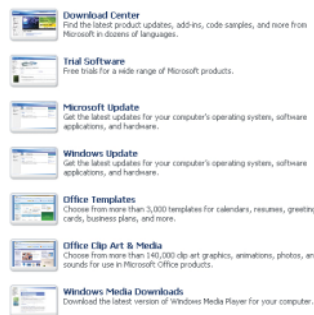 Download Center
Find the latest product updates, add-ins, code samples, and more from
Microsoft in dozens of languages.
Trial Software
Free trials for a wide range of Microsoft products.
Microsoft Update
Get the latest updates for your computer's operating system, software
applications, and hardware.
Windows Update
Get the latest updates for your computer's operating system, software
applications, and hardware.
Office Templates
Choose from more than 3,000 templates for calendars, resumes, greeting
cards, business plans, and more.
Office Clip Art & Media
Choose from more than 140,000 clip art graphics, animations, photos, an
sounds for use in Microsoft Office products.
Windows Media Downloads
Download the latest version of Windows Media Player for your computer.